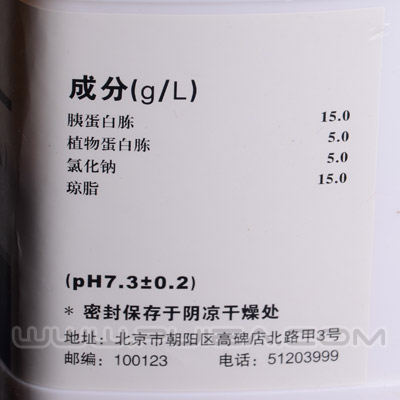 成分(g/L)
胰蛋白胨 15.0
植物蛋白胨 5.0
氯化钠 5.0
琼脂 15.0
(pH7.3±0.2)
* 密封保存于阴凉干燥处
地址: 北京市朝阳区高碑店北路甲3号
邮编: 100123 电话: 51203999